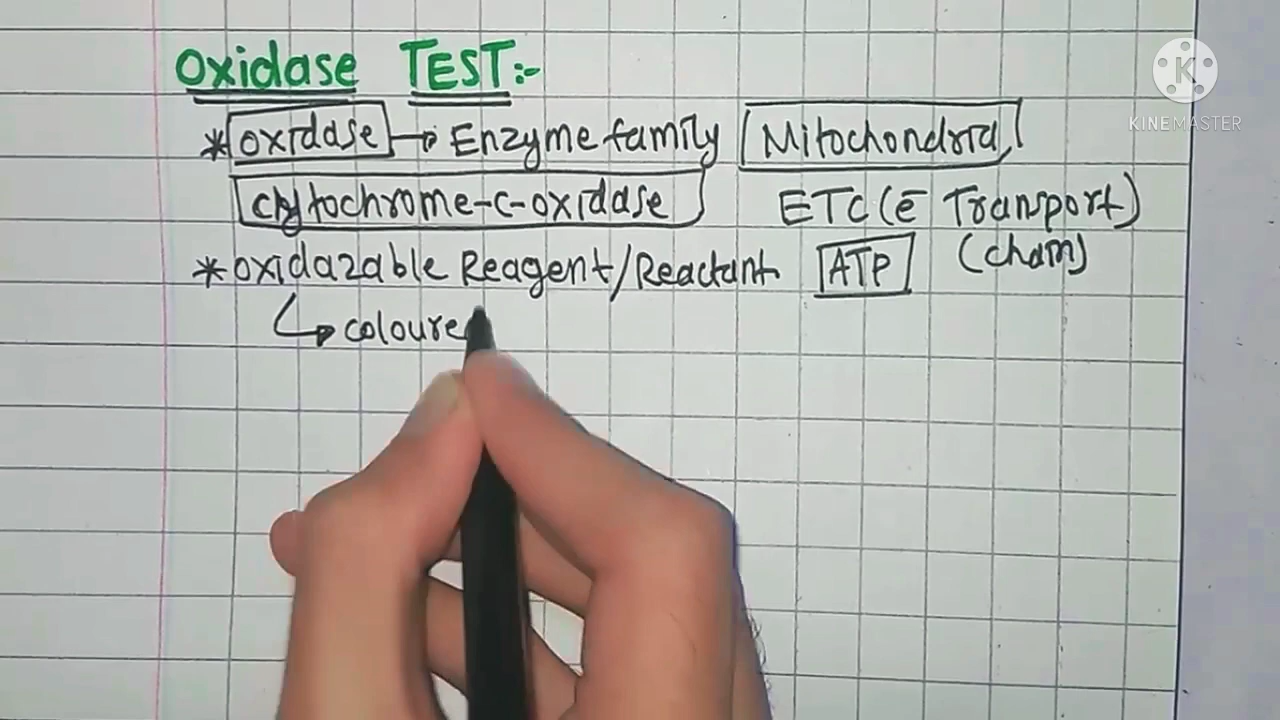 Oxidase TEST:-
* Oxidase → Enzyme family Mitochondria
Cytochrome-c-oxidase ETC (ē Transport)
(chain)
* oxidazable Reagent/Reactant ATP
↳ coloure
K
KINEMASTER